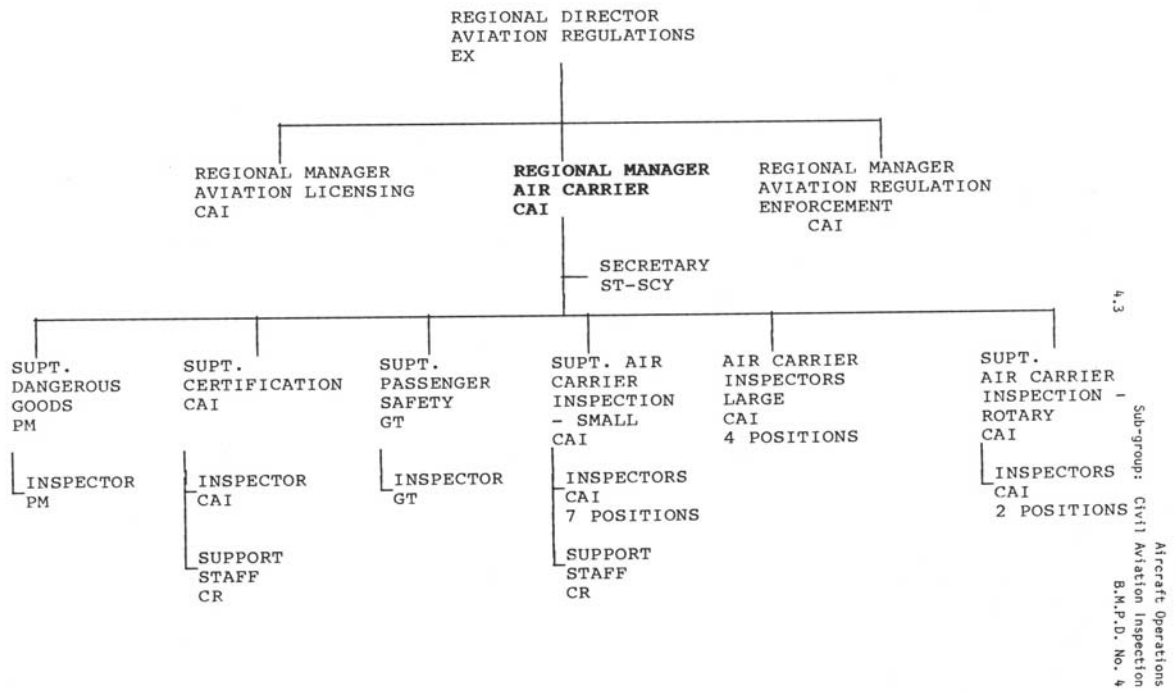 REGIONAL DIRECTOR
AVIATION REGULATIONS
EX
REGIONAL MANAGER
AVIATION LICENSING
CAI
REGIONAL MANAGER
AIR CARRIER
CAI
REGIONAL MANAGER
AVIATION REGULATION
ENFORCEMENT
CAI
SECRETARY
ST-SCY
SUPT.
DANGEROUS
GOODS
PM
INSPECTOR
PM
SUPT.
CERTIFICATION
CAI
INSPECTOR
CAI
SUPPORT
STAFF
CR
SUPT.
PASSENGER
SAFETY
GT
INSPECTOR
GT
SUPT. AIR
CARRIER
INSPECTION
- SMALL
CAI
INSPECTORS
CAI
7 POSITIONS
SUPPORT
STAFF
CR
AIR CARRIER
INSPECTORS
LARGE
CAI
4 POSITIONS
SUPT.
AIR CARRIER
INSPECTION -
ROTARY
CAI
INSPECTORS
CAI
2 POSITIONS
4.3
Aircraft Operations
Sub-group: Civil Aviation Inspection
B.M.P.D. No. 4